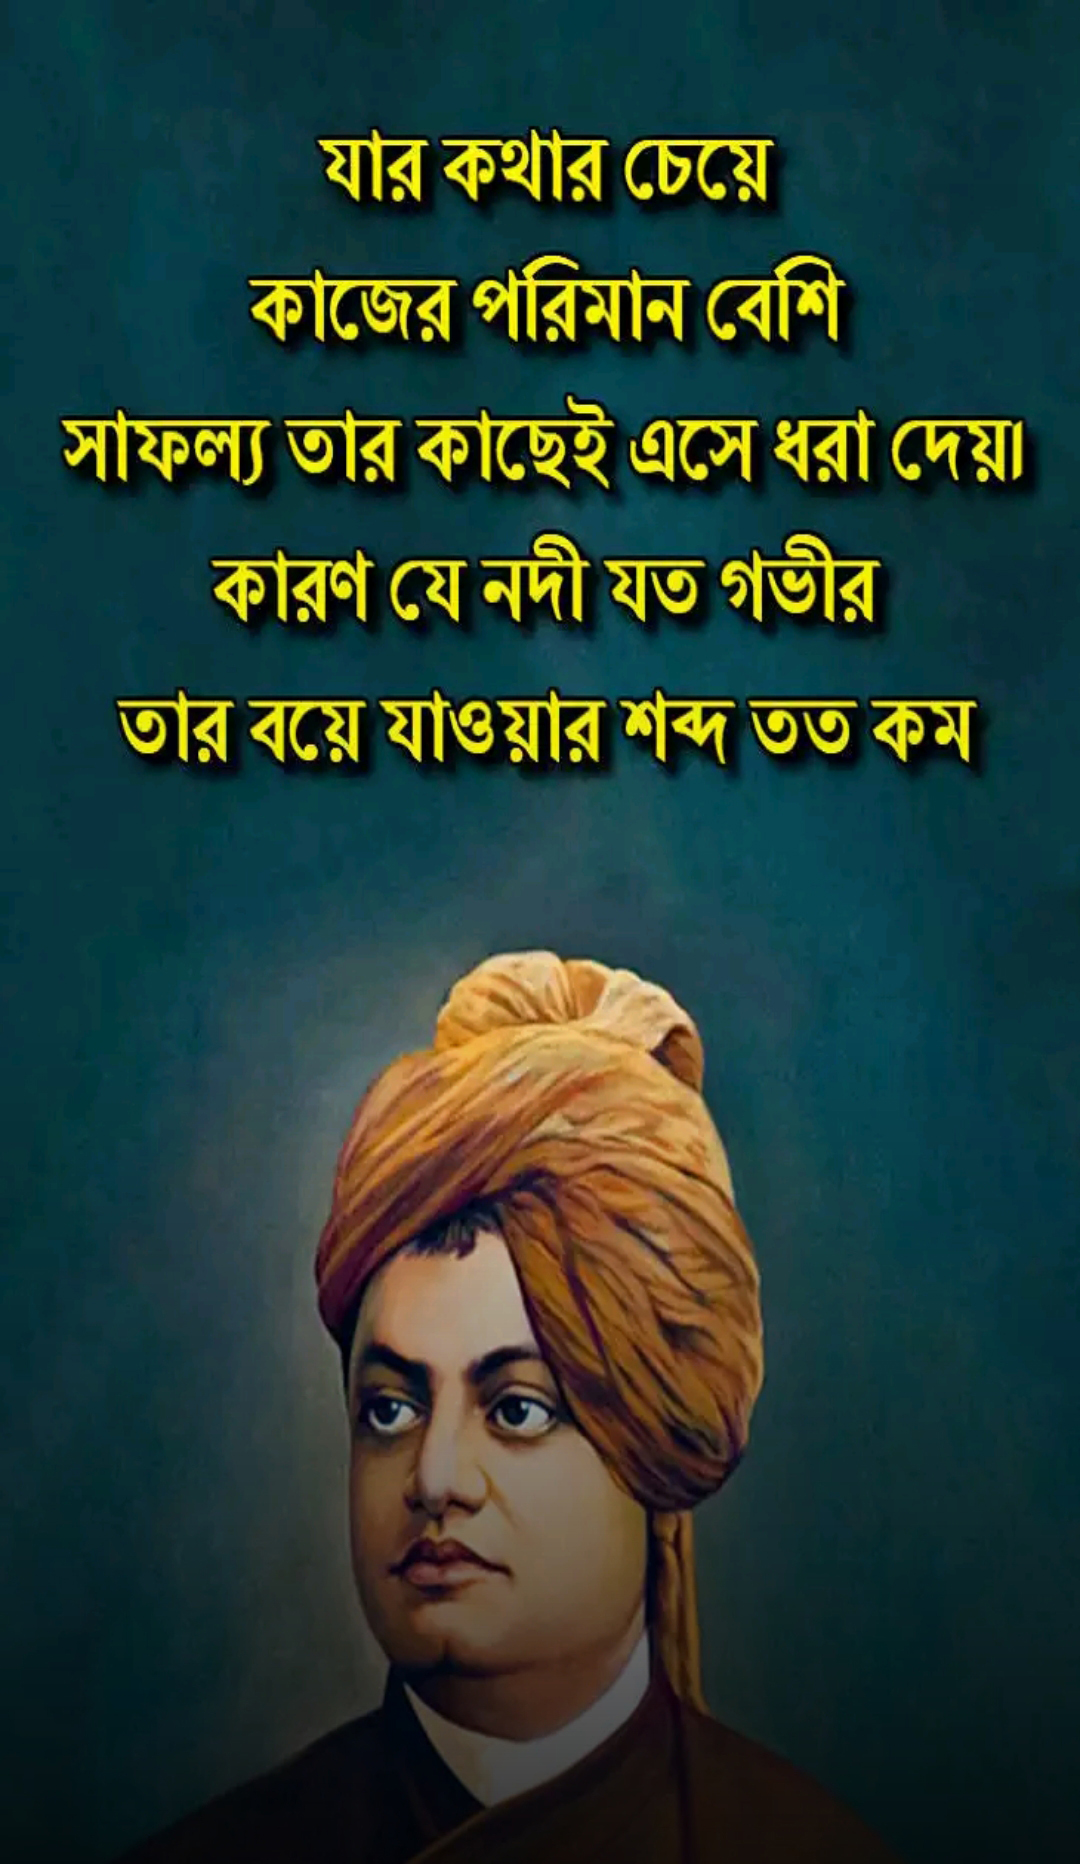 যার কথার চেয়ে
কাজের পরিমান বেশি
সাফল্য তার কাছেই এসে ধরা দেয়।
কারণ যে নদী যত গভীর
তার বয়ে যাওয়ার শব্দ তত কম